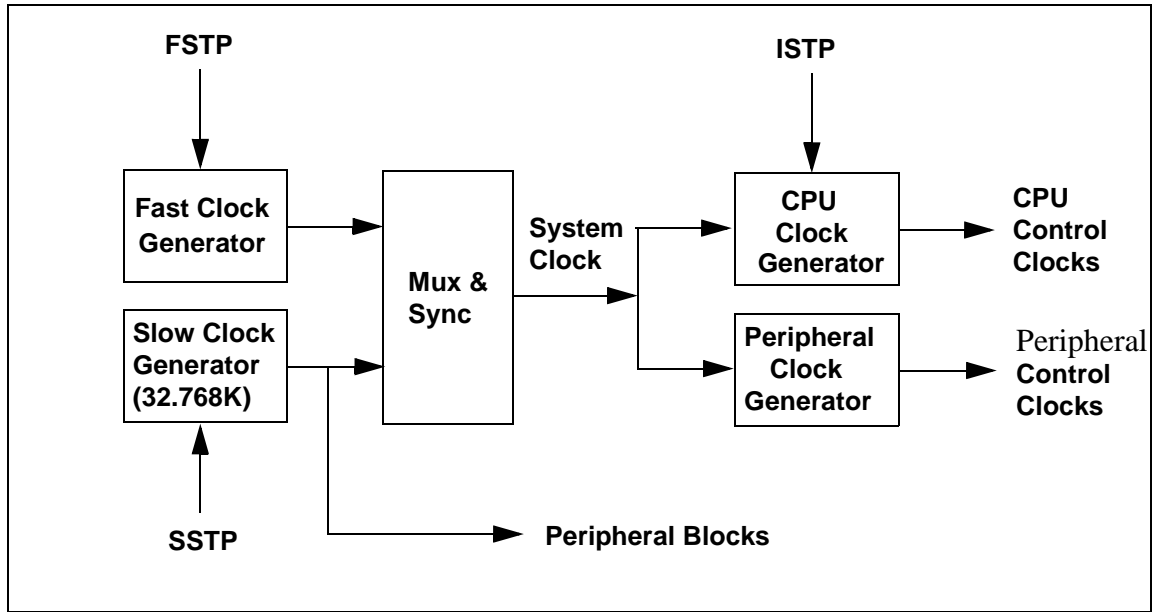 FSTP
ISTP
Fast Clock
Generator
Mux &
Sync
System
Clock
CPU
Clock
Generator
CPU
Control
Clocks
Slow Clock
Generator
(32.768K)
Peripheral
Clock
Generator
Peripheral
Control
Clocks
SSTP
Peripheral Blocks